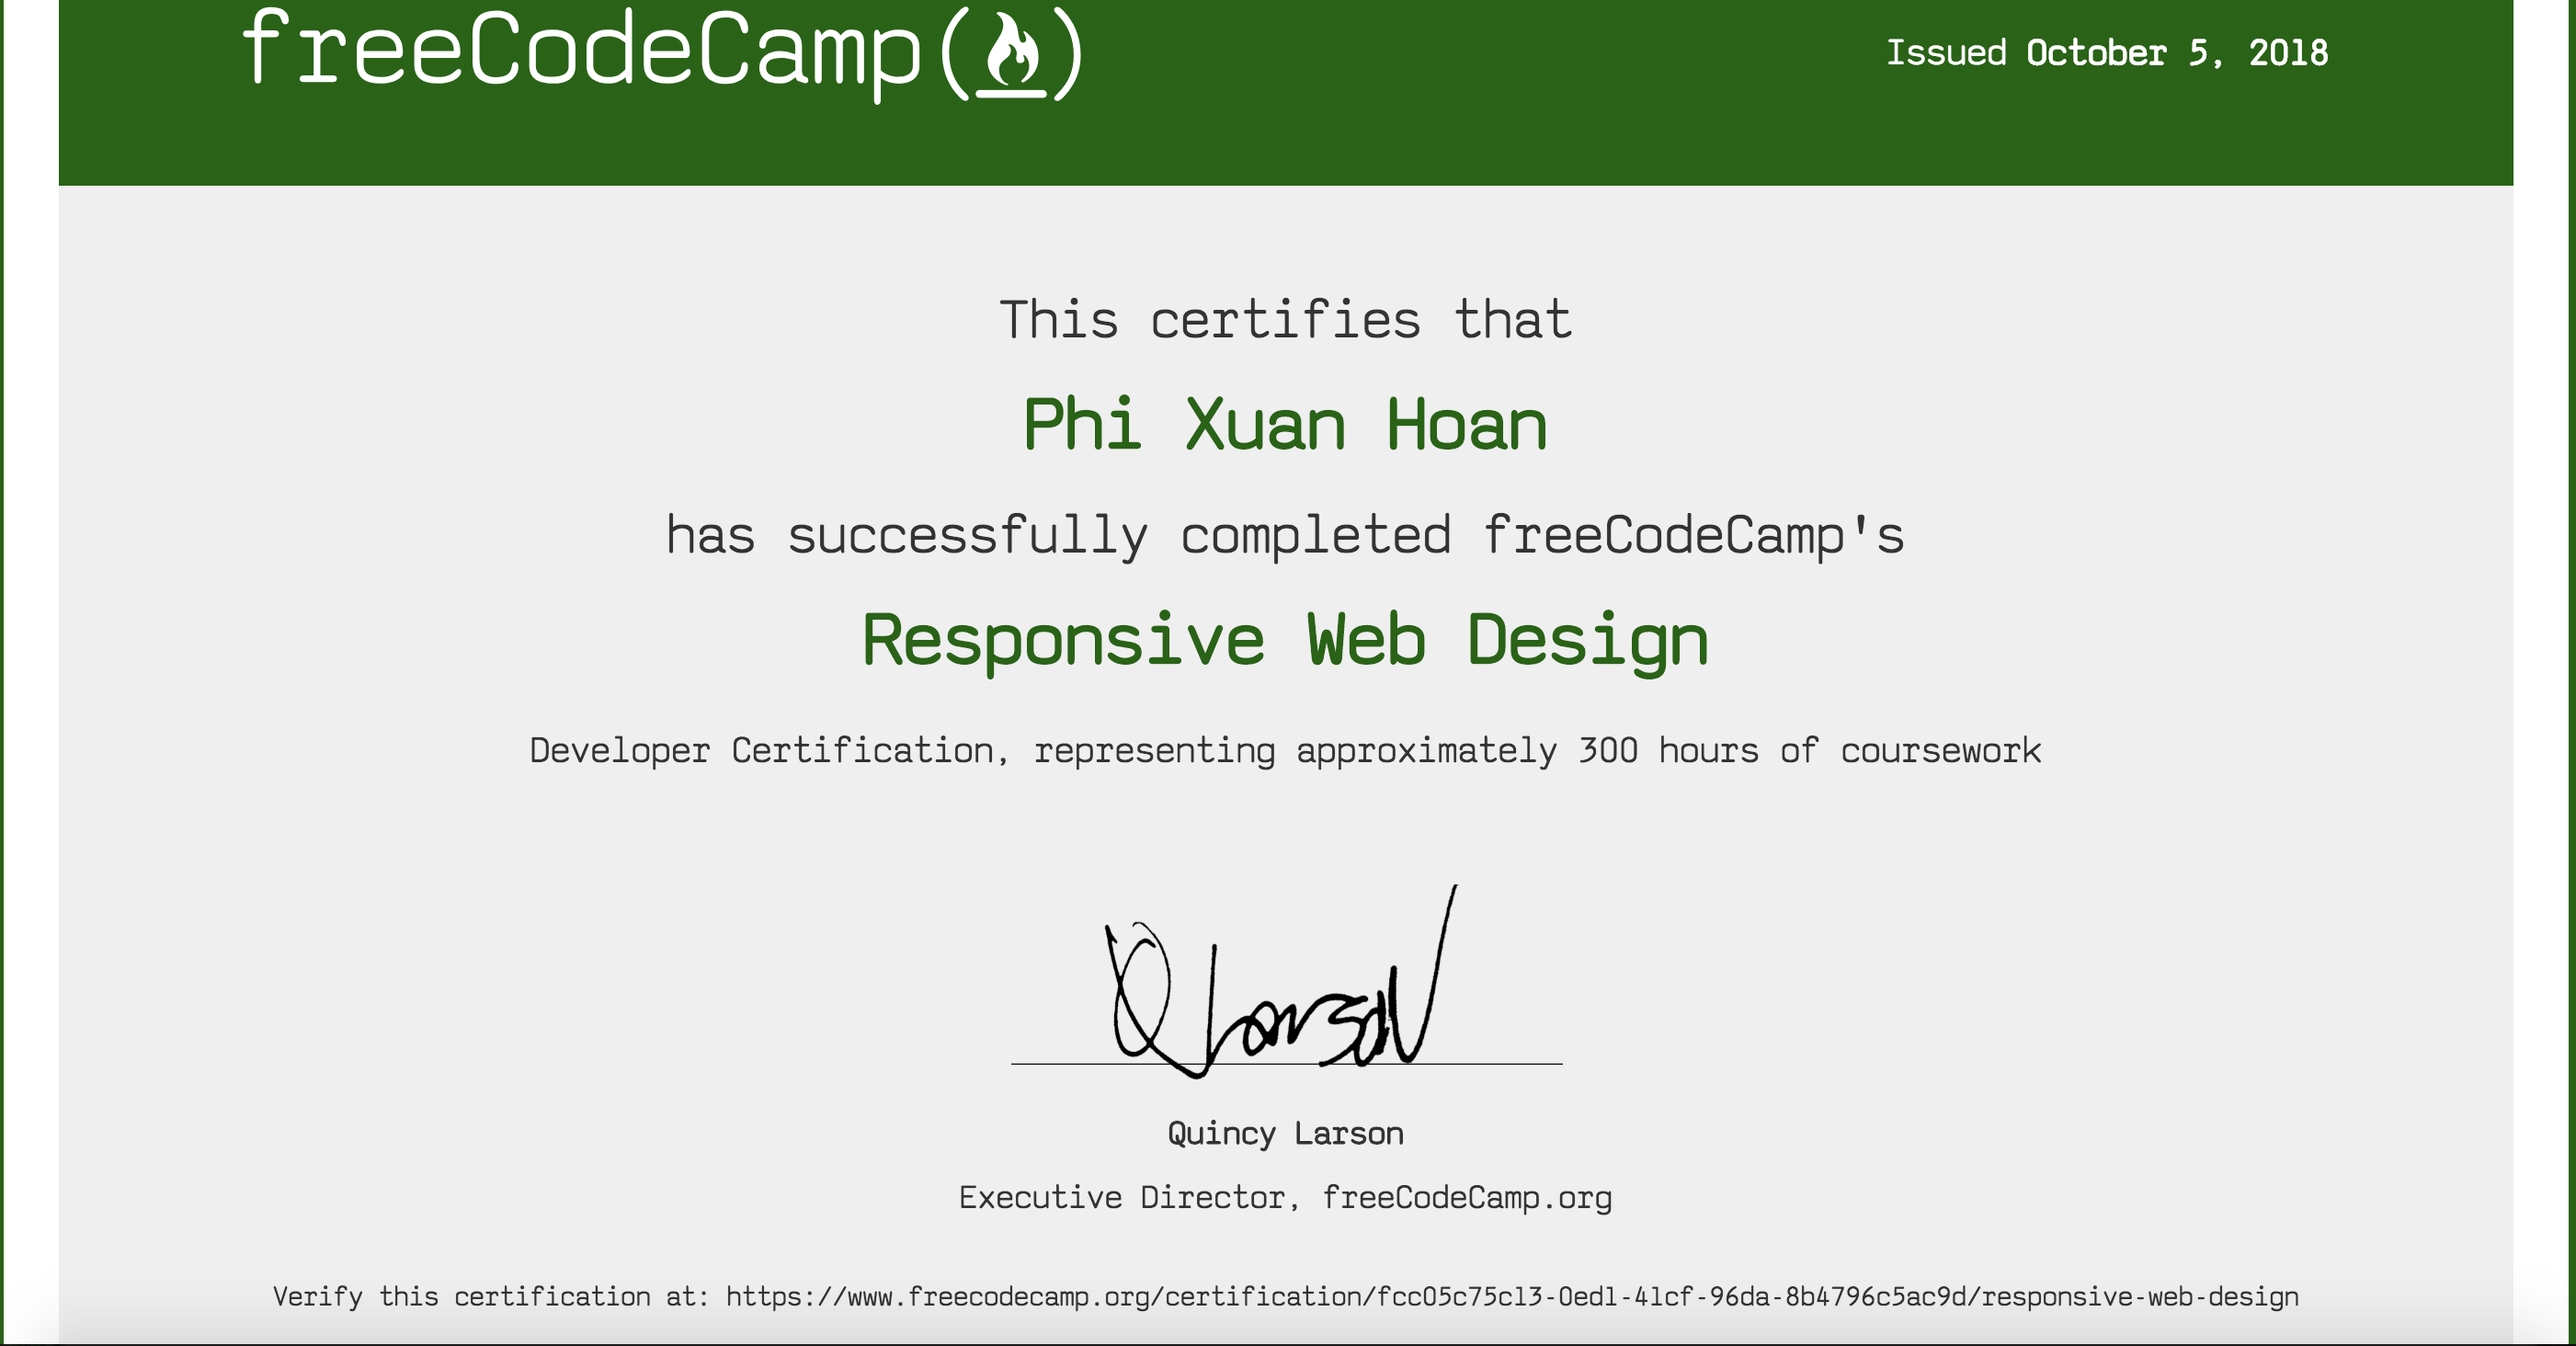 freeCodeCamp(🔥)
Issued October 5, 2018
This certifies that
Phi Xuan Hoan
has successfully completed freeCodeCamp's
Responsive Web Design
Developer Certification, representing approximately 300 hours of coursework
Q Larson
Quincy Larson
Executive Director, freeCodeCamp.org
Verify this certification at: https://www.freecodecamp.org/certification/fcc05c75c13-0ed1-41cf-96da-8b4796c5ac9d/responsive-web-design